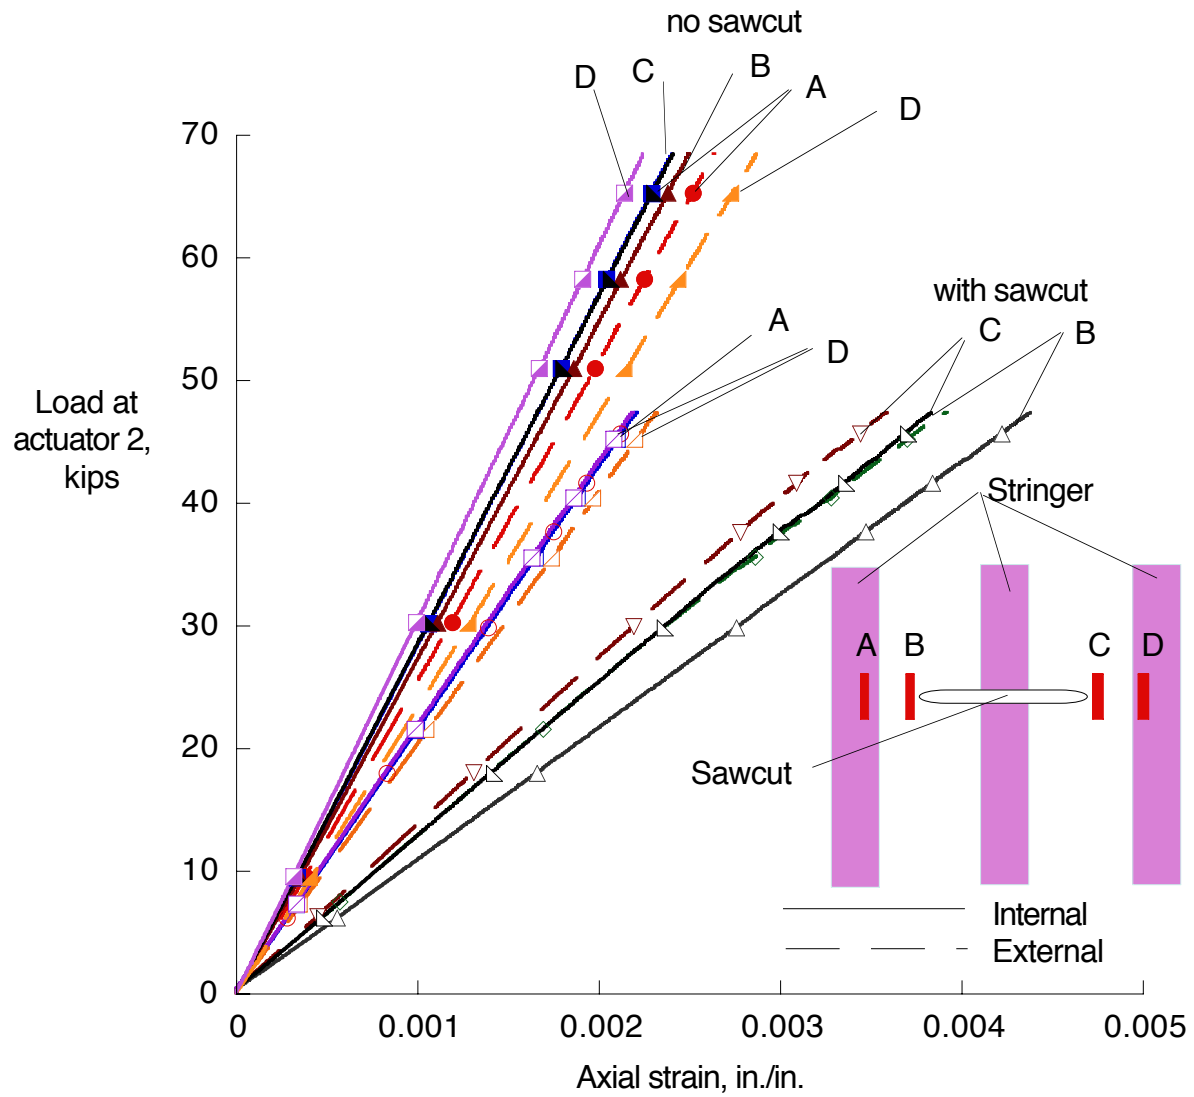 no sawcut
D
C
B
A
D
70
60
50
40
30
20
10
0
Load at
actuator 2,
kips
with sawcut
A
D
C
B
Stringer
A
B
C
D
Sawcut
Internal
External
0
0.001
0.002
0.003
0.004
0.005
Axial strain, in./in.